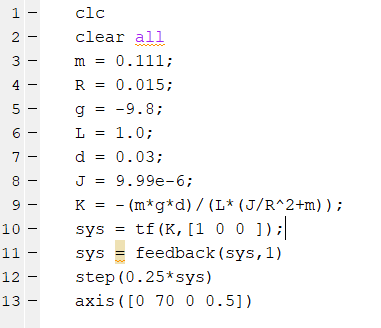 1 - clc
2 - clear all
3 - m = 0.111;
4 - R = 0.015;
5 - g = -9.8;
6 - L = 1.0;
7 - d = 0.03;
8 - J = 9.99e-6;
9 - K = -(m*g*d)/(L*(J/R^2+m));
10 - sys = tf(K,[1 0 0 ]);
11 - sys = feedback(sys,1)
12 - step(0.25*sys)
13 - axis([0 70 0 0.5])